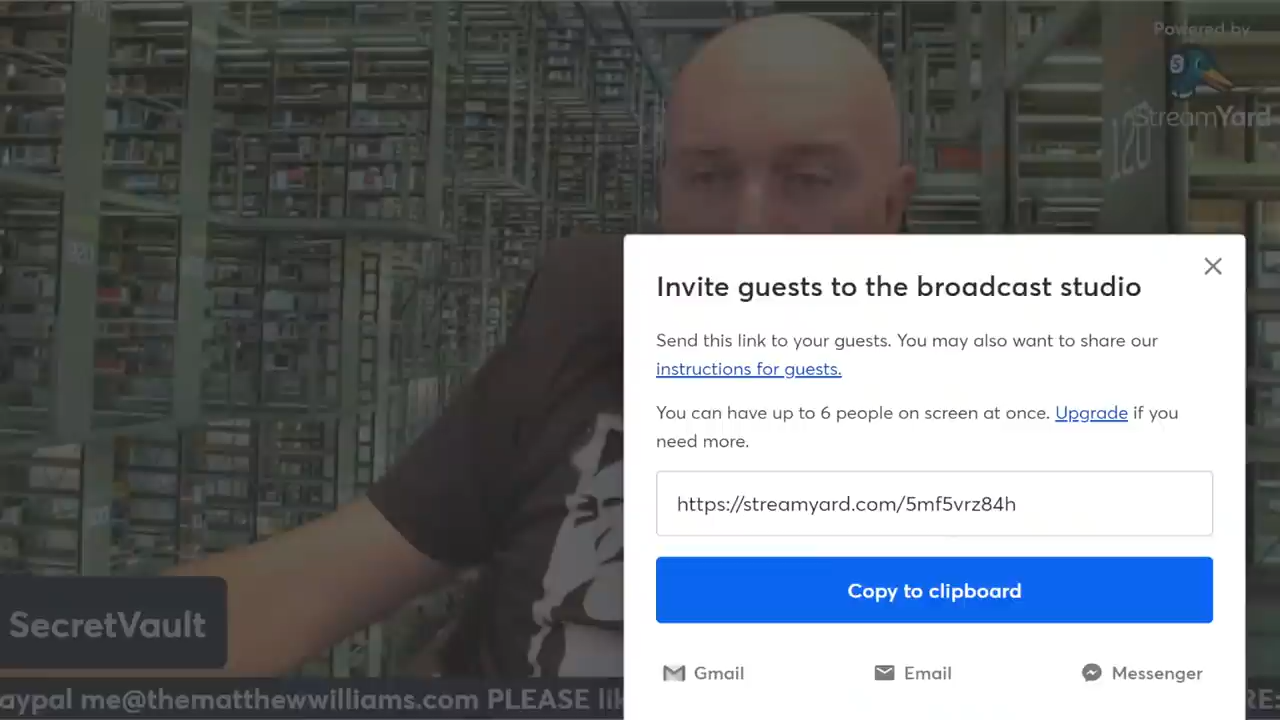 Powered by
StreamYard
120
Invite guests to the broadcast studio
Send this link to your guests. You may also want to share our
instructions for guests.
You can have up to 6 people on screen at once. Upgrade if you
need more.
https://streamyard.com/5mf5vrz84h
Copy to clipboard
SecretVault
Gmail Email Messenger
aypal me@thematthewwilliams.com PLEASE lik
RE: